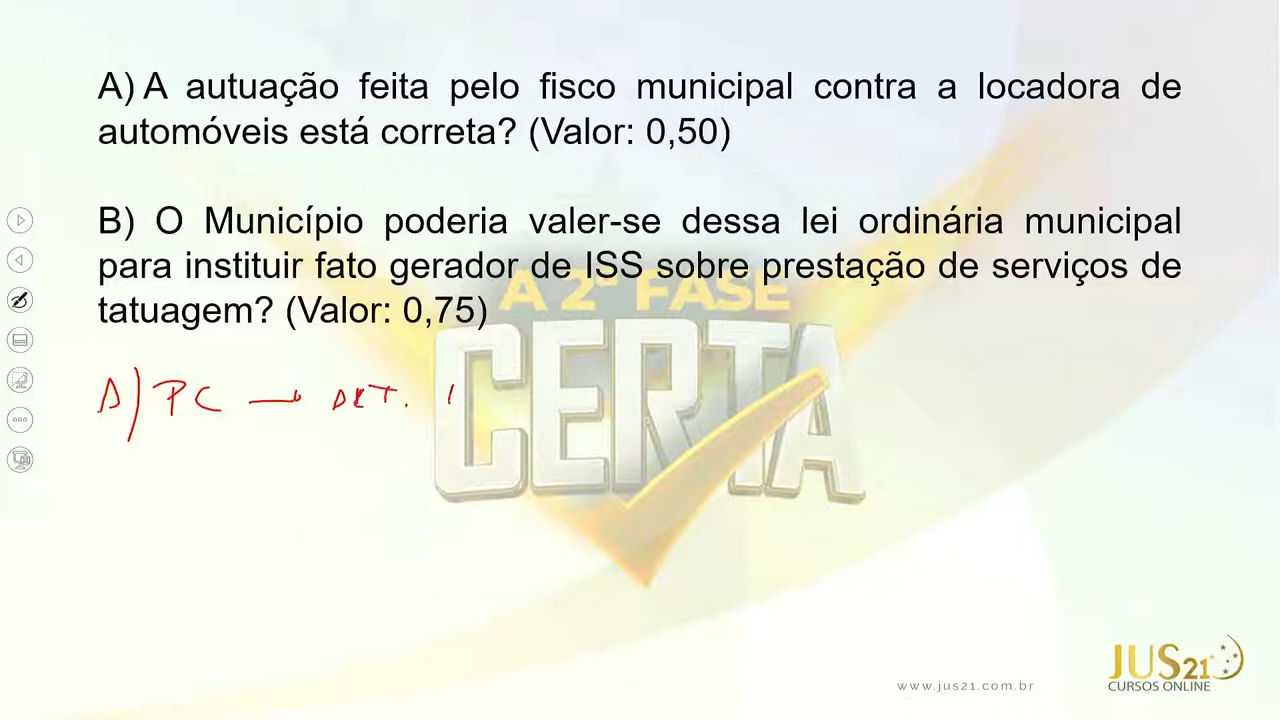 A) A autuação feita pelo fisco municipal contra a locadora de
automóveis está correta? (Valor: 0,50)
B) O Município poderia valer-se dessa lei ordinária municipal
para instituir fato gerador de ISS sobre prestação de serviços de
tatuagem? (Valor: 0,75)
A 2ª FASE
CERTA
A) PC → ART. 1
JUS21
CURSOS ONLINE
www.jus21.com.br